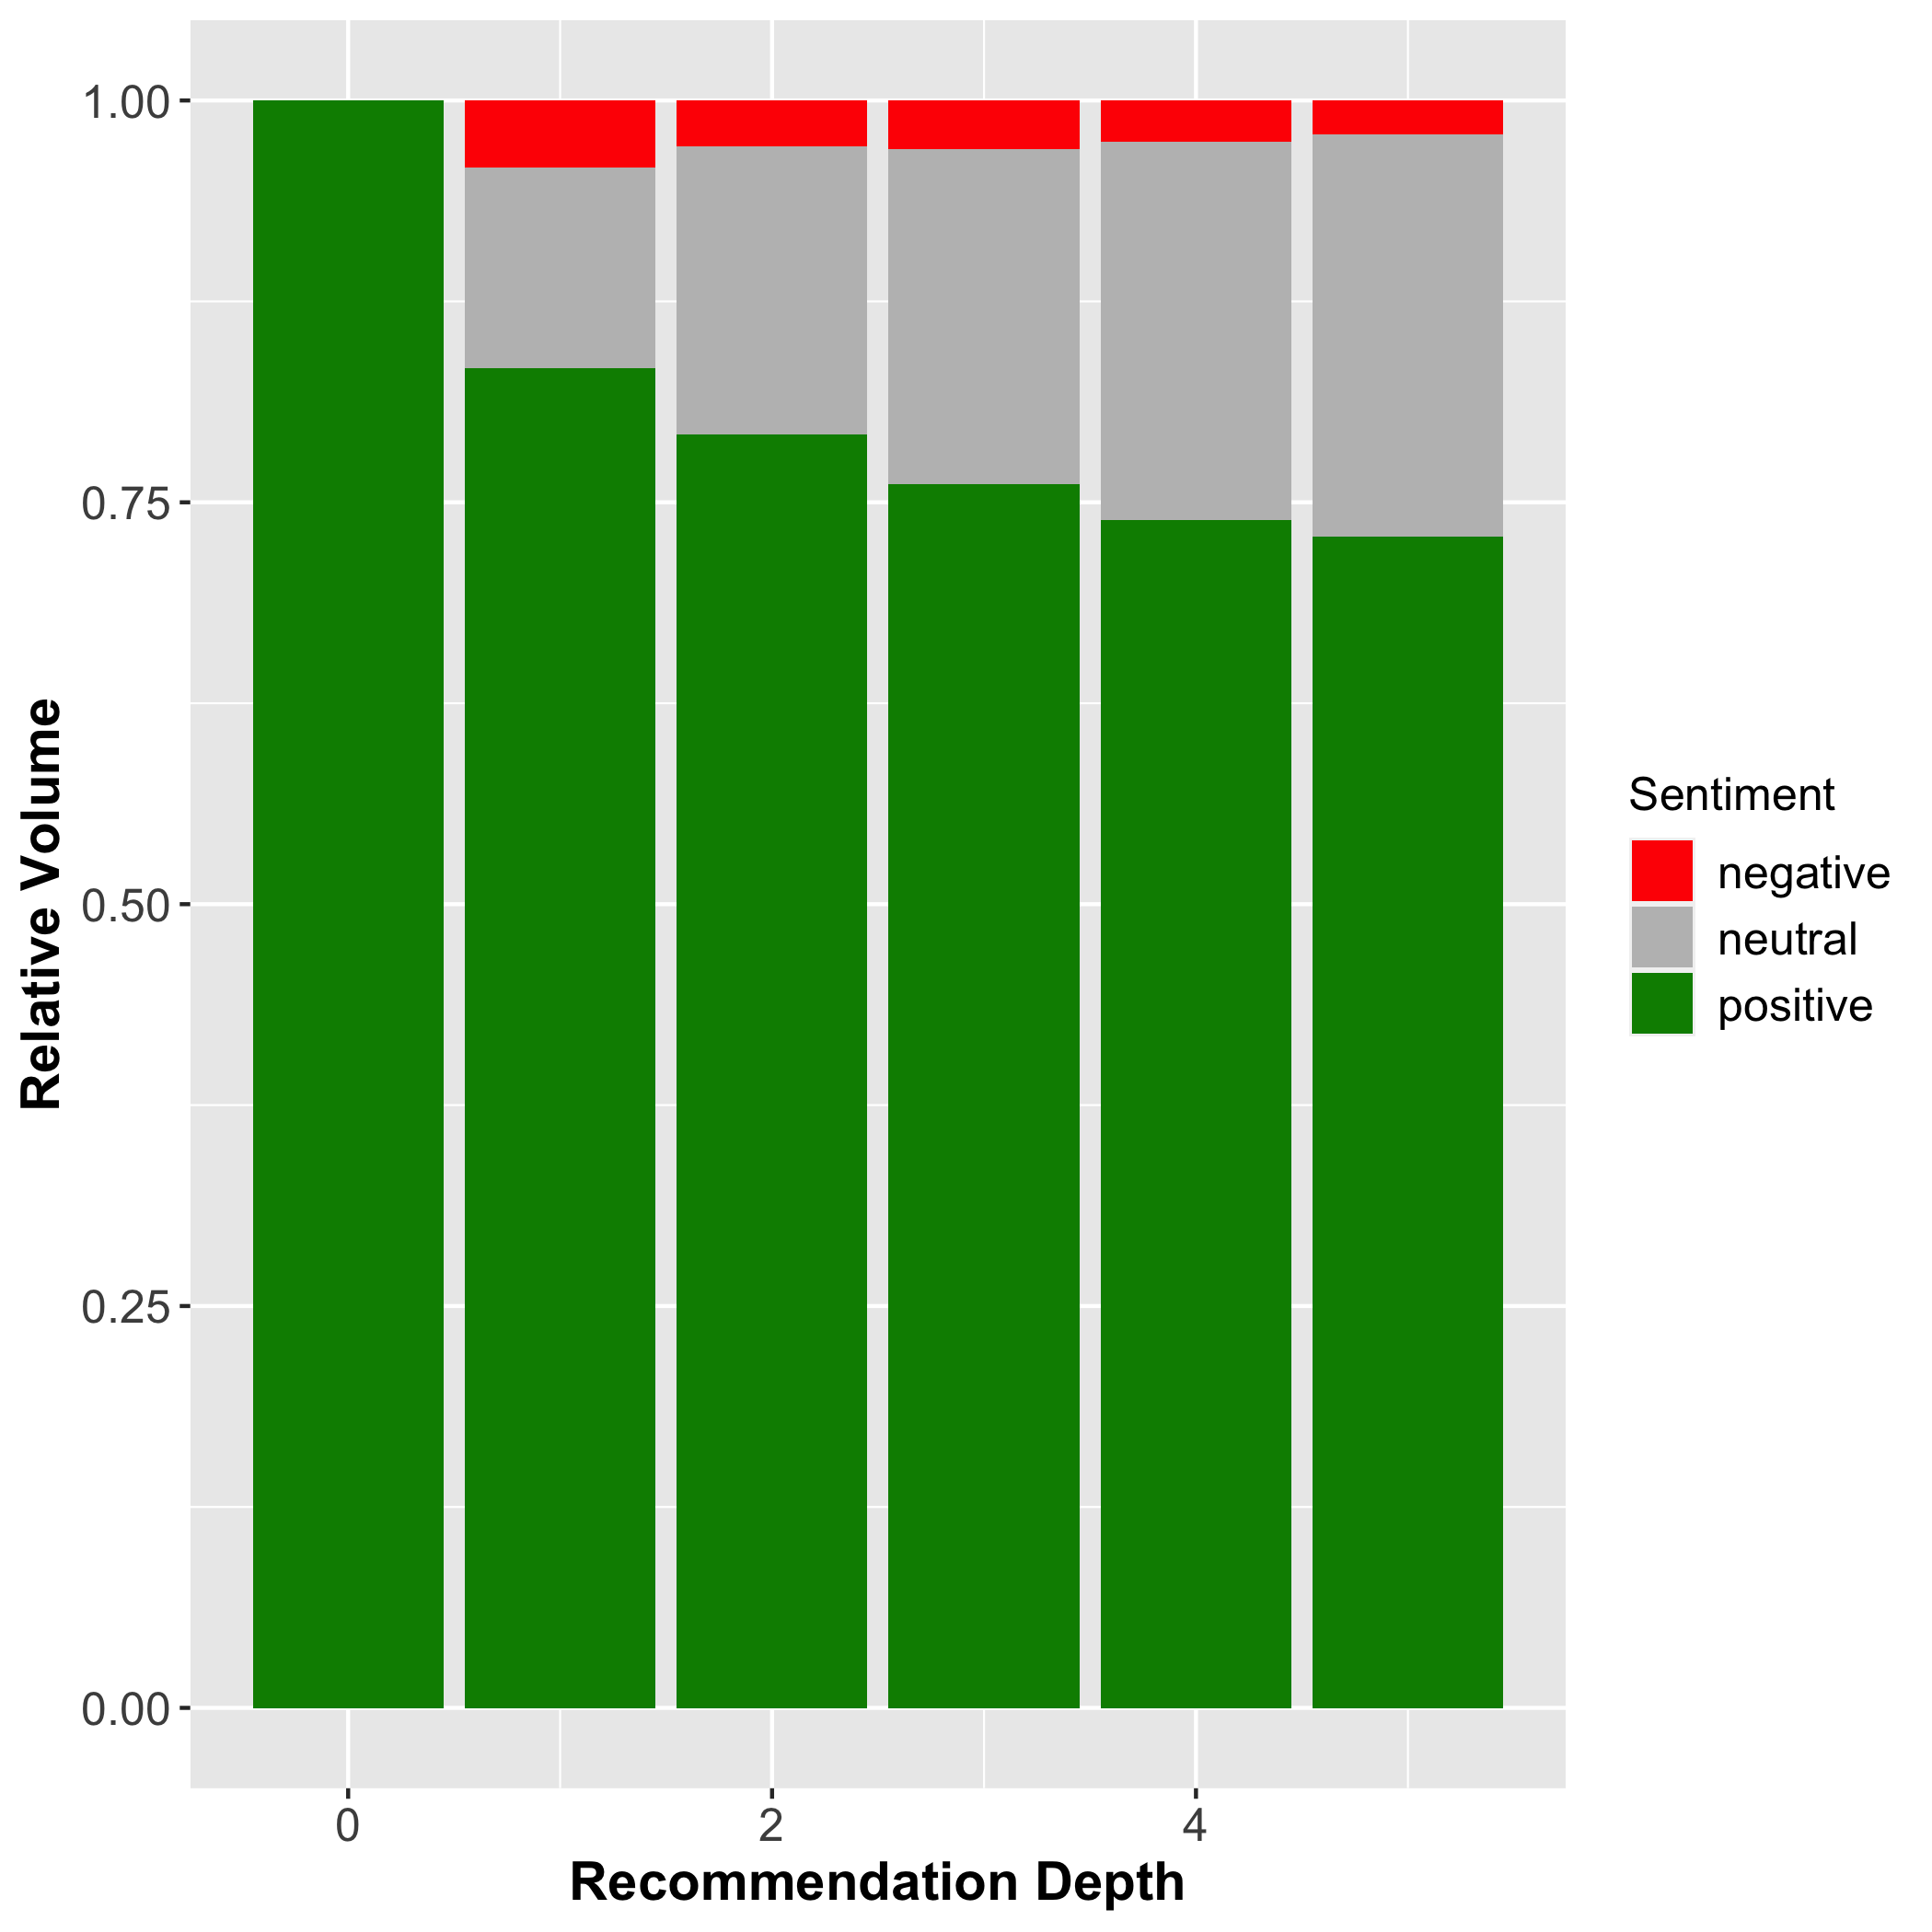 1.00
0.75
0.50
0.25
0.00
Relative Volume
0 2 4
Recommendation Depth
Sentiment
negative
neutral
positive